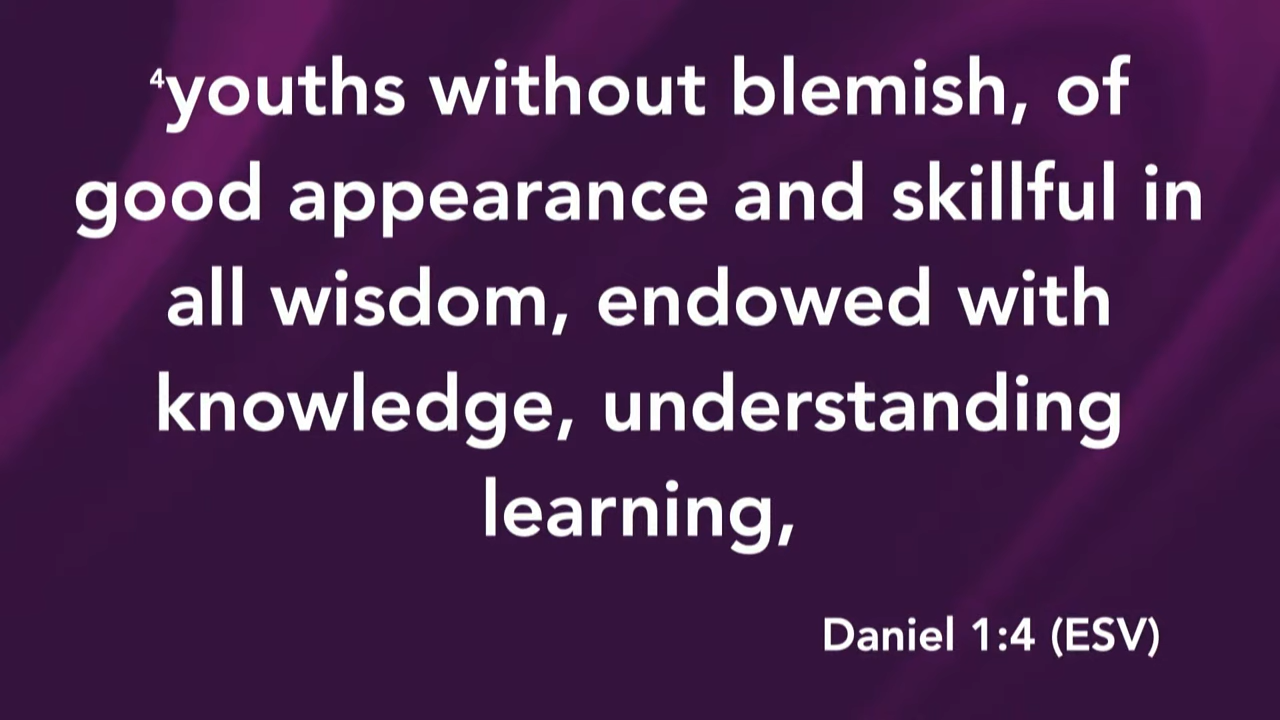 ⁴youths without blemish, of
good appearance and skillful in
all wisdom, endowed with
knowledge, understanding
learning,
Daniel 1:4 (ESV)